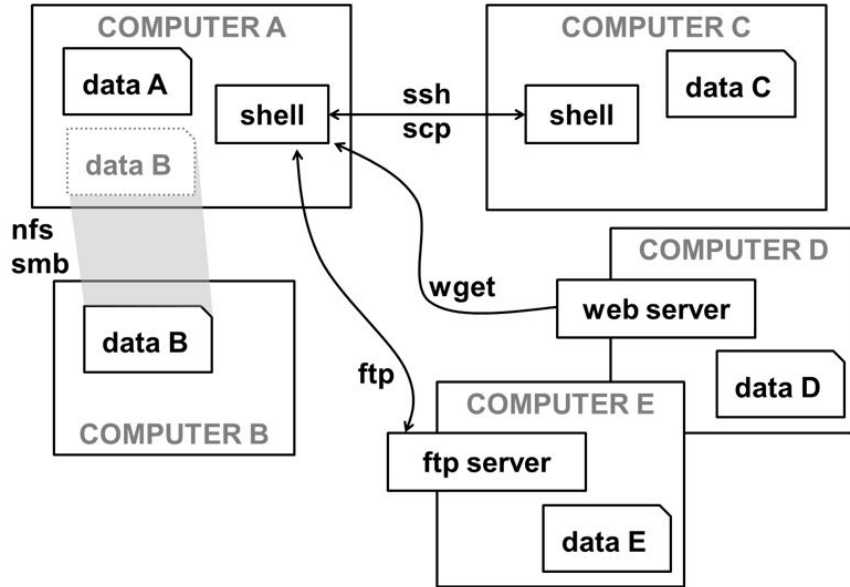 COMPUTER A
data A
shell
data B
ssh
scp
COMPUTER C
shell
data C
nfs
smb
data B
COMPUTER B
wget
ftp
COMPUTER D
web server
data D
COMPUTER E
ftp server
data E